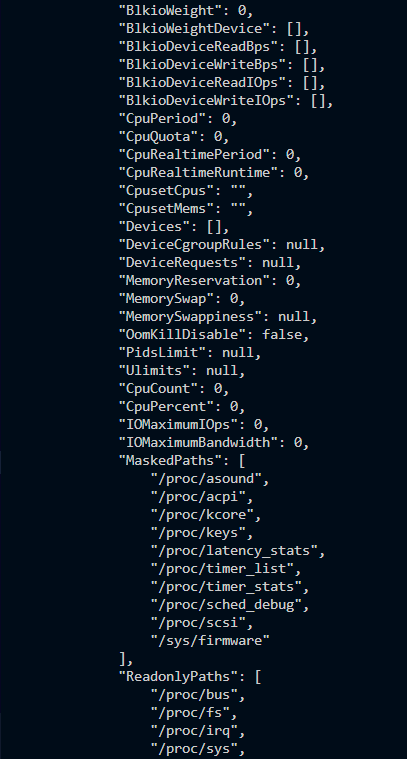 "BlkioWeight": 0,
"BlkioWeightDevice": [],
"BlkioDeviceReadBps": [],
"BlkioDeviceWriteBps": [],
"BlkioDeviceReadIOps": [],
"BlkioDeviceWriteIOps": [],
"CpuPeriod": 0,
"CpuQuota": 0,
"CpuRealtimePeriod": 0,
"CpuRealtimeRuntime": 0,
"CpusetCpus": "",
"CpusetMems": "",
"Devices": [],
"DeviceCgroupRules": null,
"DeviceRequests": null,
"MemoryReservation": 0,
"MemorySwap": 0,
"MemorySwappiness": null,
"OomKillDisable": false,
"PidsLimit": null,
"Ulimits": null,
"CpuCount": 0,
"CpuPercent": 0,
"IOMaximumIOps": 0,
"IOMaximumBandwidth": 0,
"MaskedPaths": [
"/proc/asound",
"/proc/acpi",
"/proc/kcore",
"/proc/keys",
"/proc/latency_stats",
"/proc/timer_list",
"/proc/timer_stats",
"/proc/sched_debug",
"/proc/scsi",
"/sys/firmware"
],
"ReadonlyPaths": [
"/proc/bus",
"/proc/fs",
"/proc/irq",
"/proc/sys",